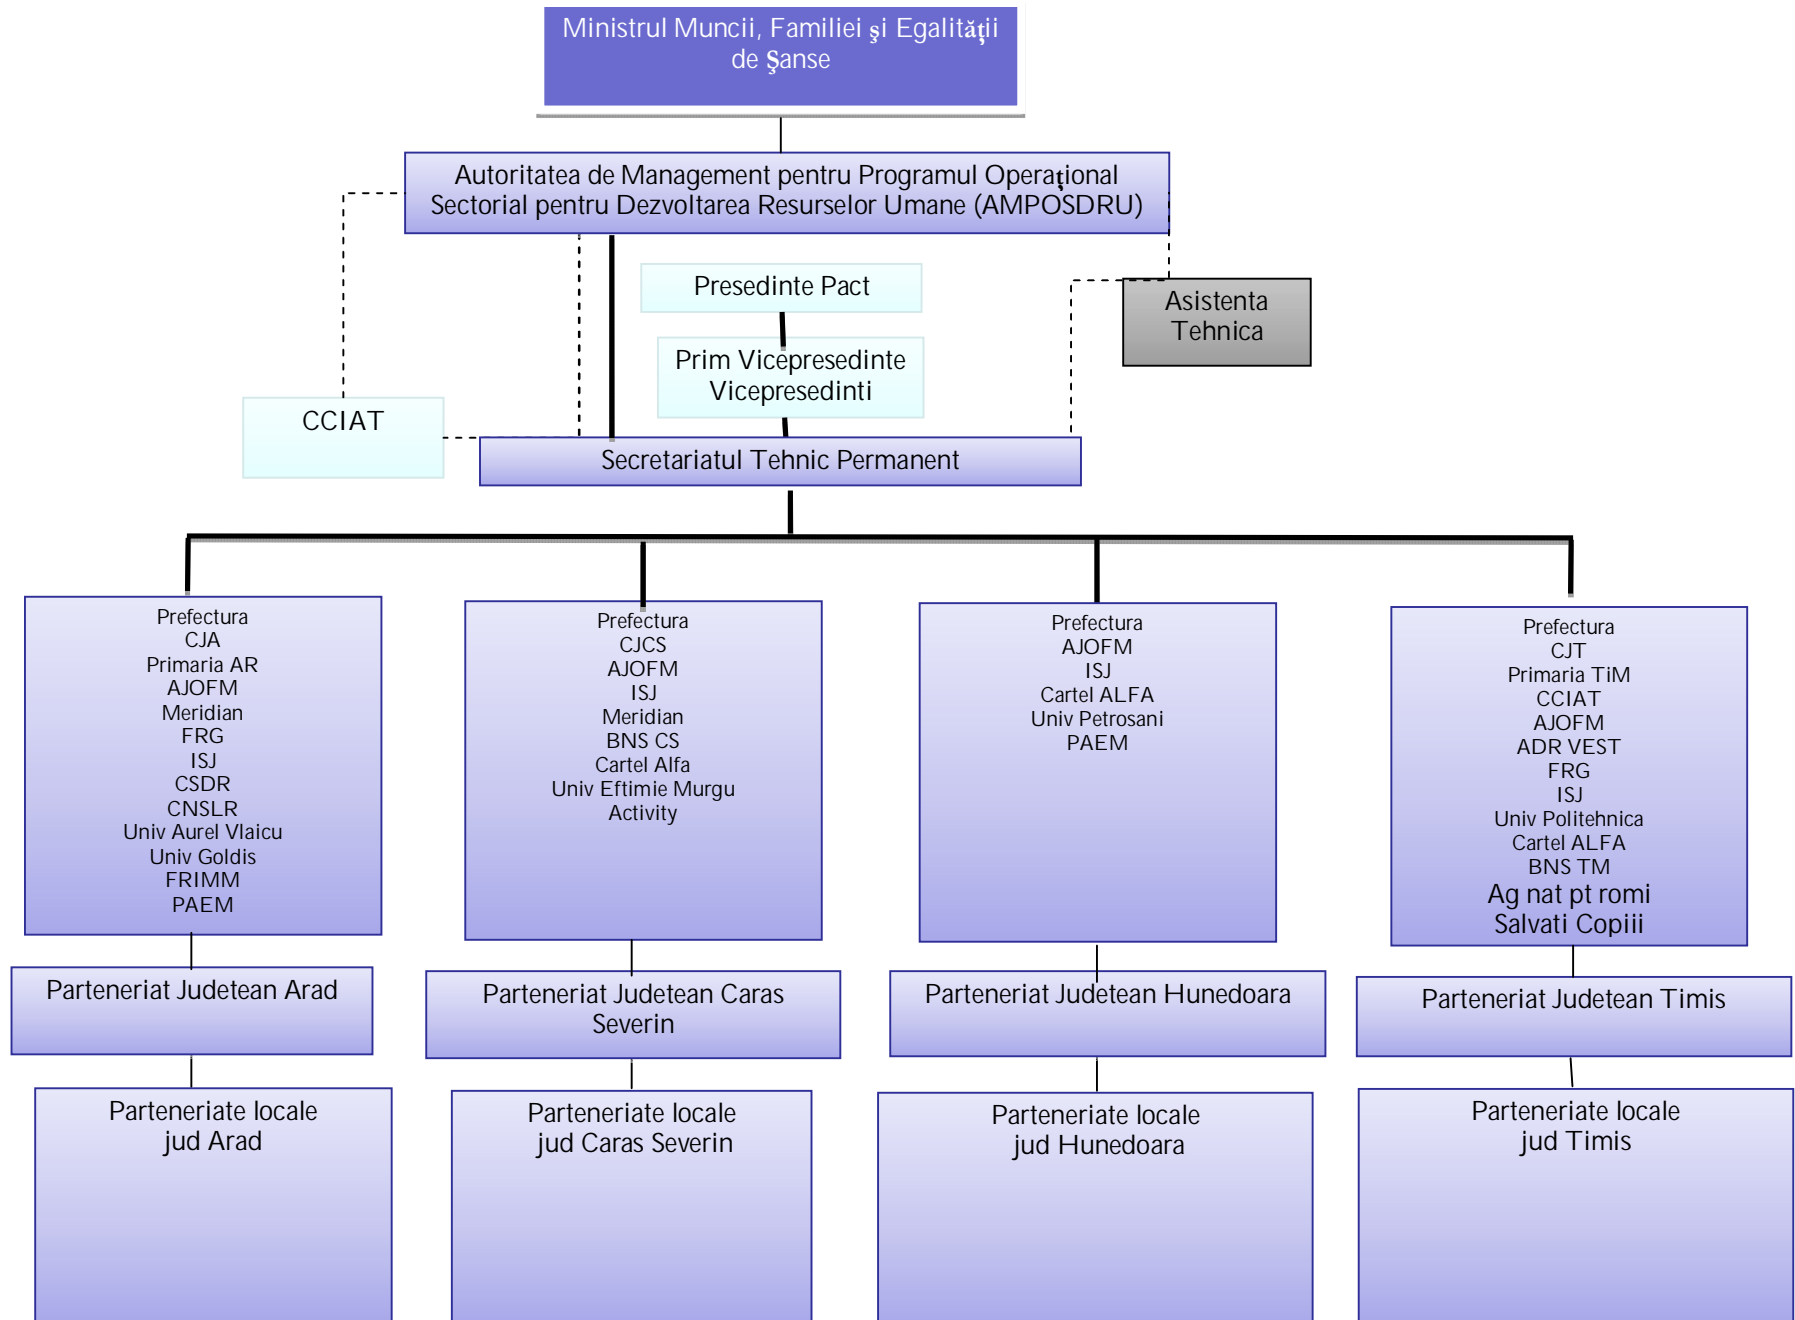 Ministrul Muncii, Familiei şi Egalităţii
de Şanse
Autoritatea de Management pentru Programul Operaţional
Sectorial pentru Dezvoltarea Resurselor Umane (AMPOSDRU)
Presedinte Pact
Asistenta
Tehnica
Prim Vicepresedinte
Vicepresedinti
CCIAT
Secretariatul Tehnic Permanent
Prefectura
CJA
Primaria AR
AJOFM
Meridian
FRG
ISJ
CSDR
CNSLR
Univ Aurel Vlaicu
Univ Goldis
FRIMM
PAEM
Prefectura
CJCS
AJOFM
ISJ
Meridian
BNS CS
Cartel Alfa
Univ Eftimie Murgu
Activity
Prefectura
AJOFM
ISJ
Cartel ALFA
Univ Petrosani
PAEM
Prefectura
CJT
Primaria TiM
CCIAT
AJOFM
ADR VEST
FRG
ISJ
Univ Politehnica
Cartel ALFA
BNS TM
Ag nat pt romi
Salvati Copiii
Parteneriat Judetean Arad
Parteneriat Judetean Caras
Severin
Parteneriat Judetean Hunedoara
Parteneriat Judetean Timis
Parteneriate locale
jud Arad
Parteneriate locale
jud Caras Severin
Parteneriate locale
jud Hunedoara
Parteneriate locale
jud Timis